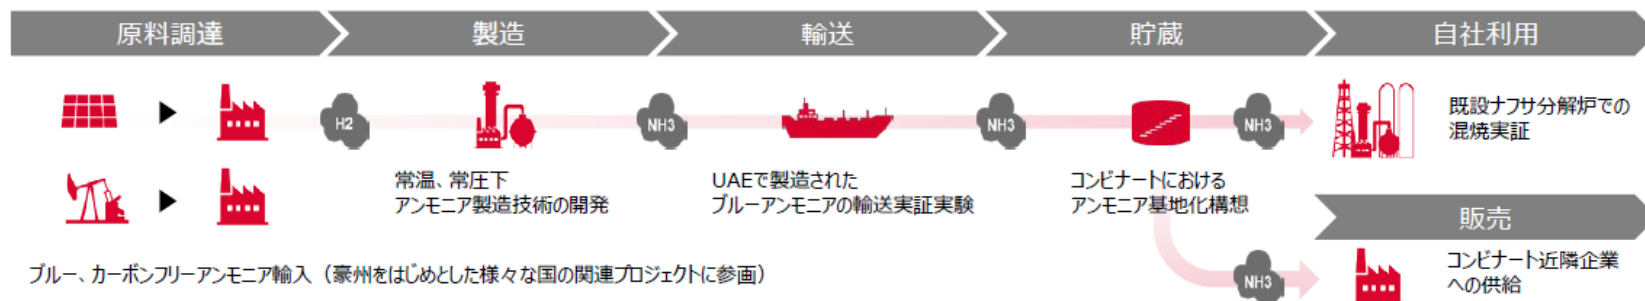 原料調達
製造
輸送
貯蔵
自社利用
H2
NH3
NH3
NH3
既設ナフサ分解炉での
混焼実証
常温、常圧下
アンモニア製造技術の開発
UAEで製造された
ブルーアンモニアの輸送実証実験
コンビナートにおける
アンモニア基地化構想
販売
NH3
コンビナート近隣企業
への供給
ブルー、カーボンフリーアンモニア輸入（豪州をはじめとした様々な国の関連プロジェクトに参画）